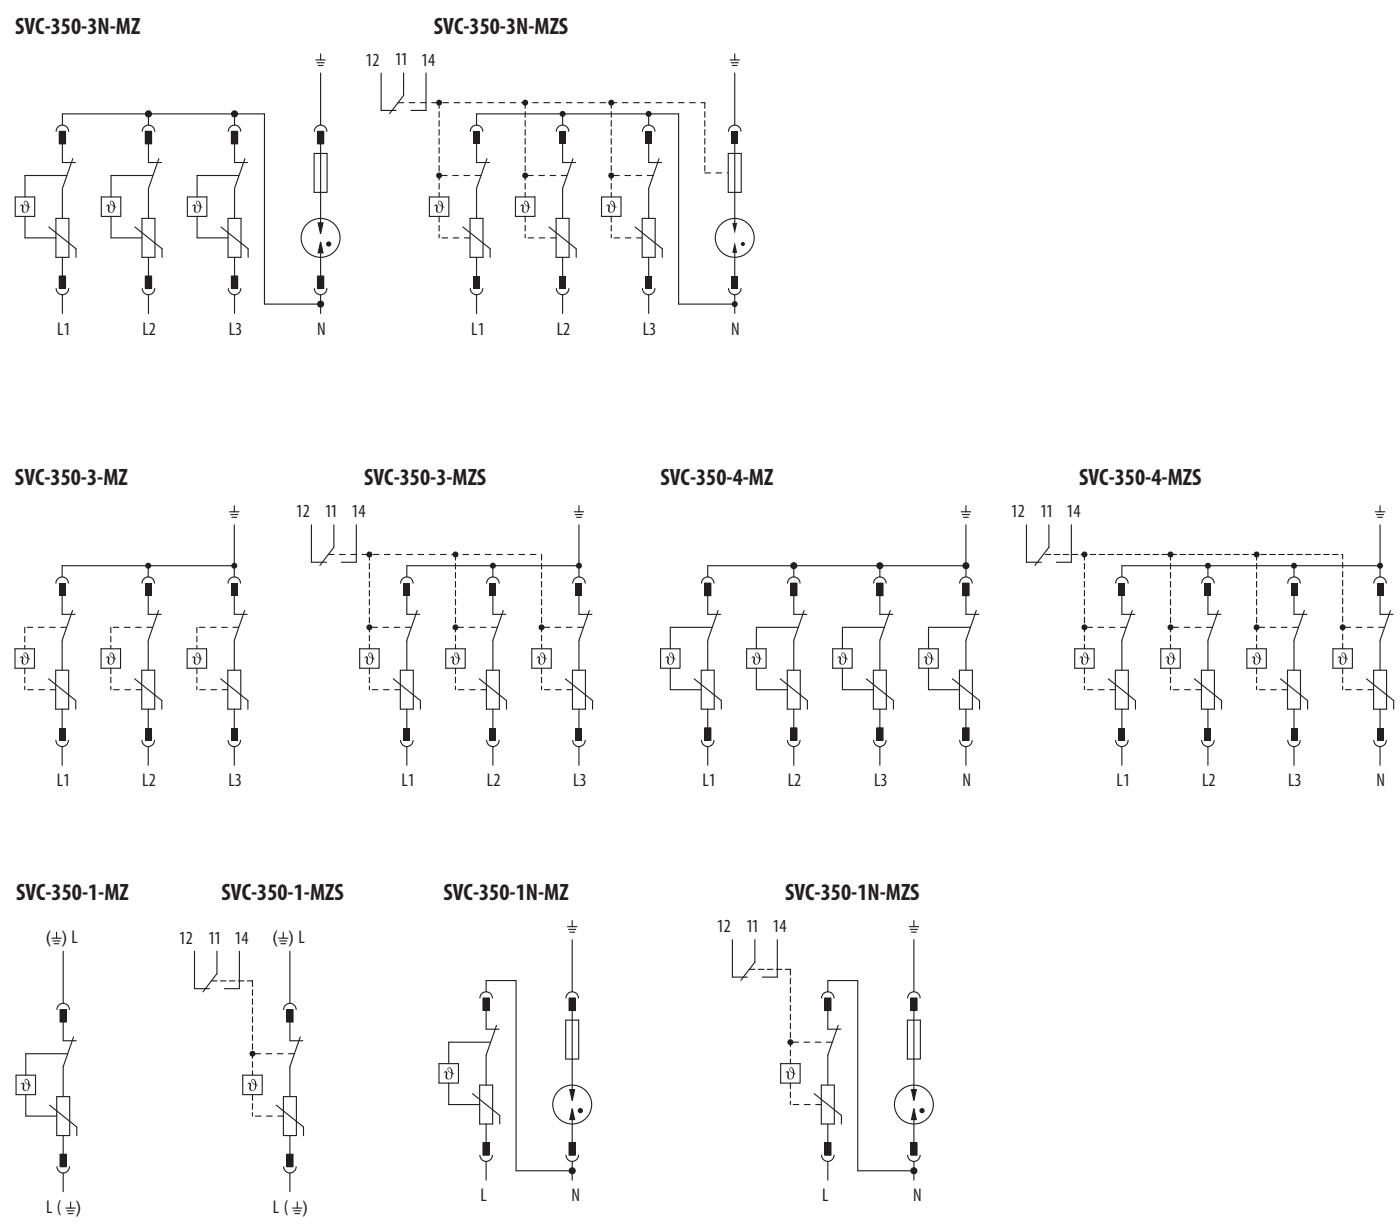 SVC-350-3N-MZ SVC-350-3N-MZS
12 11 14
ϑ ϑ ϑ ϑ ϑ ϑ
L1 L2 L3 N L1 L2 L3 N
SVC-350-3-MZ SVC-350-3-MZS SVC-350-4-MZ SVC-350-4-MZS
12 11 14 12 11 14
ϑ ϑ ϑ ϑ ϑ ϑ ϑ ϑ ϑ ϑ ϑ ϑ ϑ ϑ
L1 L2 L3 L1 L2 L3 L1 L2 L3 N L1 L2 L3 N
SVC-350-1-MZ SVC-350-1-MZS SVC-350-1N-MZ SVC-350-1N-MZS
12 11 14
(⏚) L 12 11 14 (⏚) L
ϑ ϑ ϑ ϑ
L N L N
L (⏚) L (⏚)